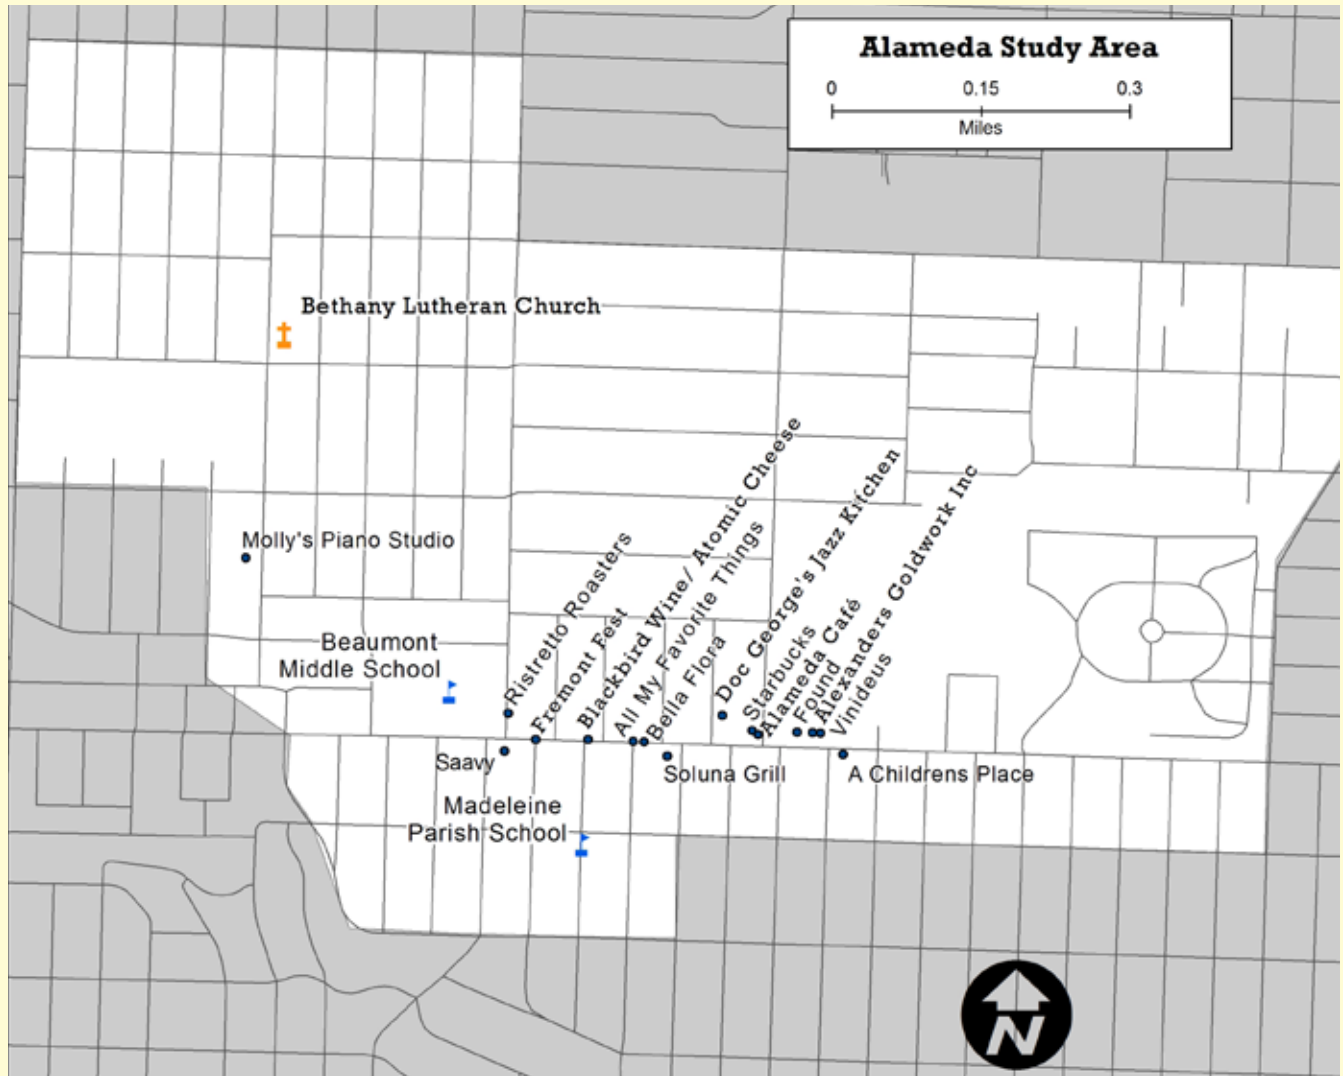 Alameda Study Area
0 0.15 0.3
Miles
Bethany Lutheran Church
Molly's Piano Studio
Beaumont
Middle School
Ristretto Roasters
Fremont Fest
Blackbird Wine/ Atomic Cheese
All My Favorite Things
Bella Flora
Doc George's Jazz Kitchen
Starbucks
Alameda Café
Found
Alexanders Goldwork Inc
Vinideus
Saavy
Soluna Grill
A Childrens Place
Madeleine
Parish School
N